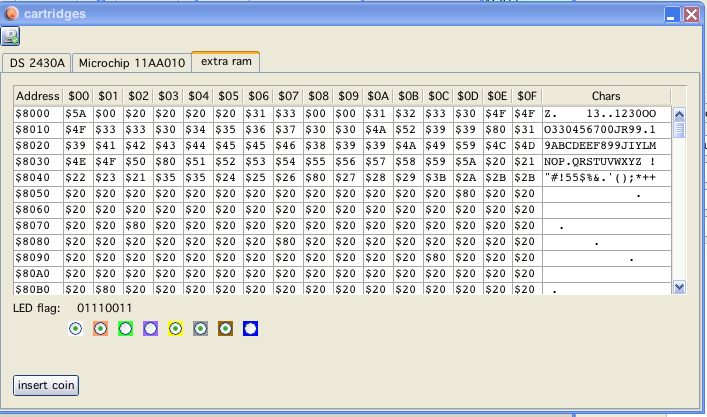 cartridges
DS 2430A Microchip 11AA010 extra ram
Address $00 $01 $02 $03 $04 $05 $06 $07 $08 $09 $0A $0B $0C $0D $0E $0F Chars
$8000 $5A $00 $20 $20 $20 $20 $31 $33 $00 $00 $31 $32 $33 $30 $4F $4F Z.    13..1230OO
$8010 $4F $33 $33 $30 $34 $35 $36 $37 $30 $30 $4A $52 $39 $39 $80 $31 O330456700JR99.1
$8020 $39 $41 $42 $43 $44 $45 $45 $46 $38 $39 $39 $4A $49 $59 $4C $4D 9ABCDEEF899JIYLM
$8030 $4E $4F $50 $80 $51 $52 $53 $54 $55 $56 $57 $58 $59 $5A $20 $21 NOP.QRSTUVWXYZ !
$8040 $22 $23 $21 $35 $35 $24 $25 $26 $80 $27 $28 $29 $3B $2A $2B $2B "#!55$%&.'();*++
$8050 $20 $20 $20 $20 $20 $20 $20 $20 $20 $20 $20 $20 $20 $80 $20 $20 .
$8060 $20 $20 $20 $20 $20 $20 $20 $20 $20 $20 $20 $20 $20 $20 $20 $20
$8070 $20 $20 $80 $20 $20 $20 $20 $20 $20 $20 $20 $20 $20 $20 $20 $20 .
$8080 $20 $20 $20 $20 $20 $20 $20 $80 $20 $20 $20 $20 $20 $20 $20 $20 .
$8090 $20 $20 $20 $20 $20 $20 $20 $20 $20 $20 $20 $20 $80 $20 $20 $20 .
$80A0 $20 $20 $20 $20 $20 $20 $20 $20 $20 $20 $20 $20 $20 $20 $20 $20
$80B0 $20 $80 $20 $20 $20 $20 $20 $20 $20 $20 $20 $20 $20 $20 $20 $20 .
LED flag: 01110011
insert coin